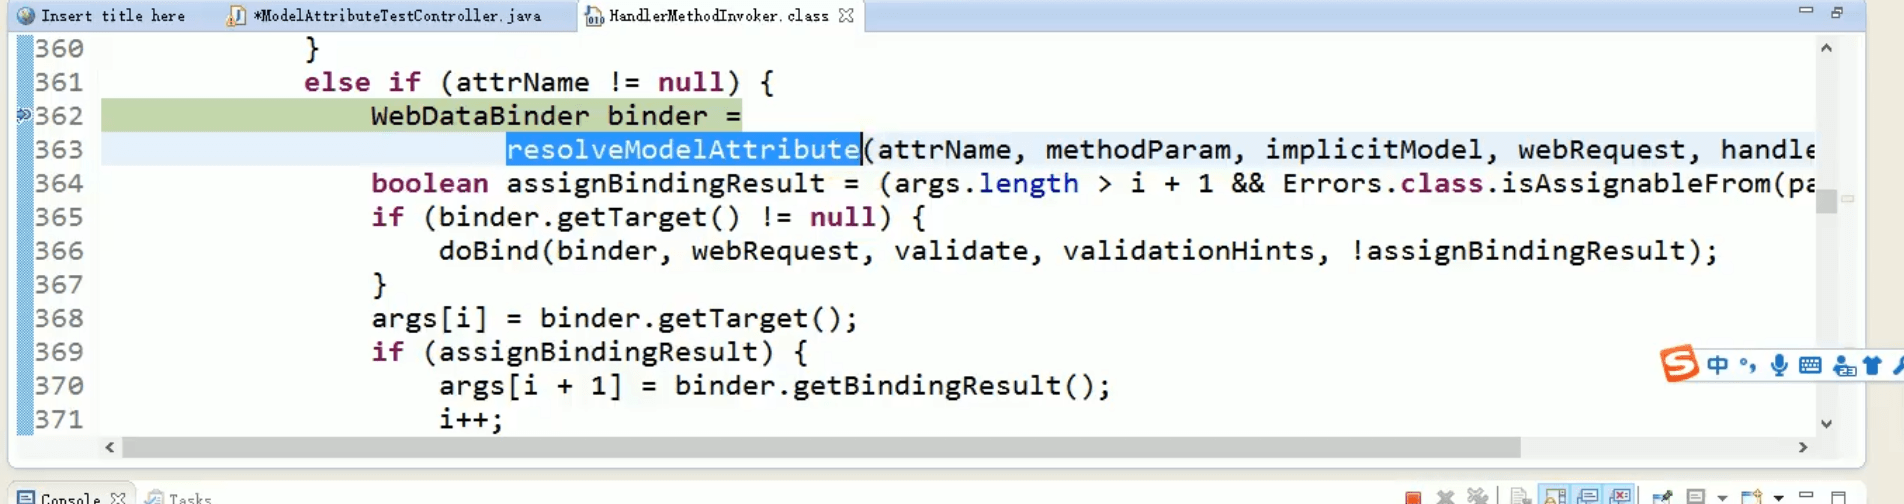 Insert title here *ModelAttributeTestController.java HandlerMethodInvoker.class
360 }
361 else if (attrName != null) {
362 WebDataBinder binder =
363 resolveModelAttribute(attrName, methodParam, implicitModel, webRequest, handle
364 boolean assignBindingResult = (args.length > i + 1 && Errors.class.isAssignableFrom(pa
365 if (binder.getTarget() != null) {
366 doBind(binder, webRequest, validate, validationHints, !assignBindingResult);
367 }
368 args[i] = binder.getTarget();
369 if (assignBindingResult) {
370 args[i + 1] = binder.getBindingResult();
371 i++;
S中
Console Tasks